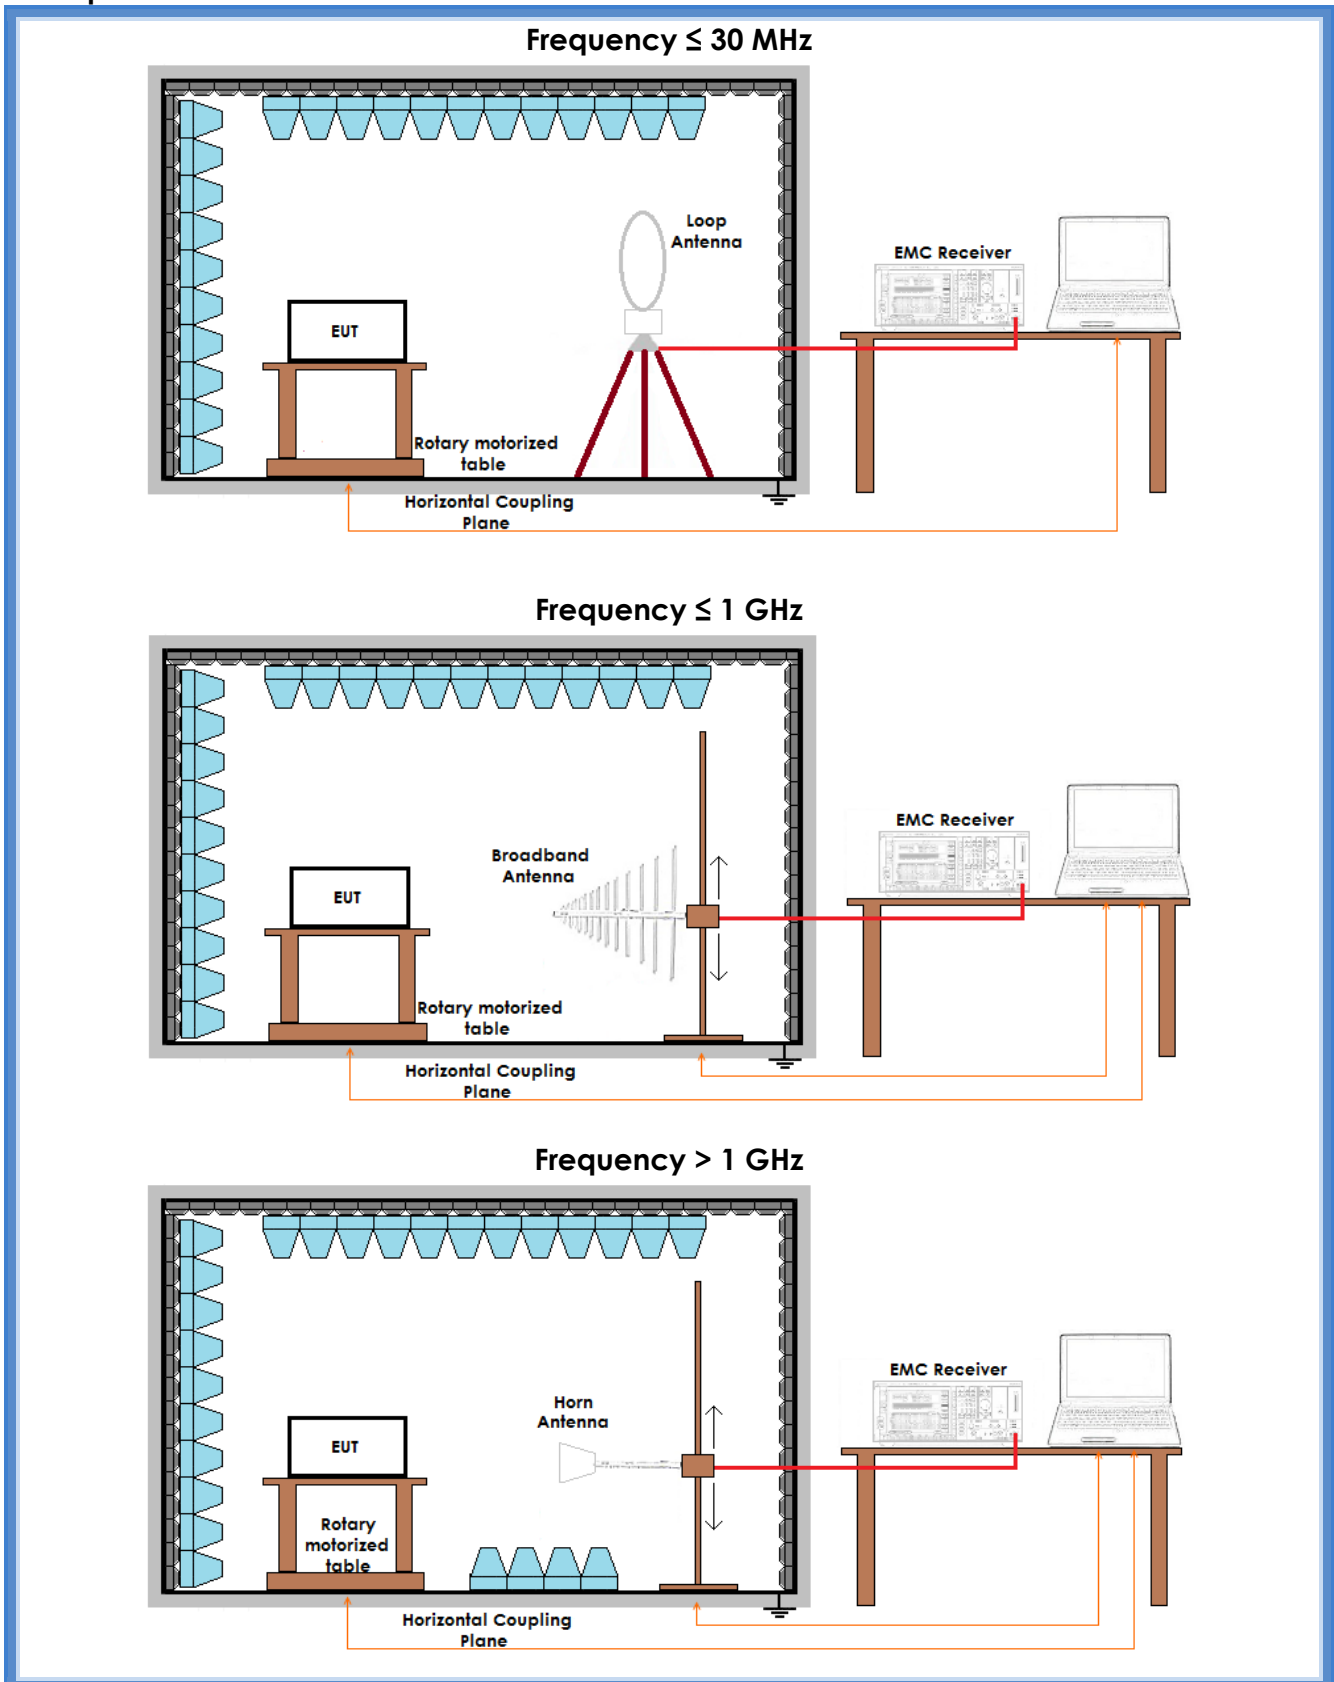 Frequency ≤ 30 MHz
Loop
Antenna
EMC Receiver
EUT
Rotary motorized
table
Horizontal Coupling
Plane
Frequency ≤ 1 GHz
Broadband
Antenna
EMC Receiver
EUT
Rotary motorized
table
Horizontal Coupling
Plane
Frequency > 1 GHz
Horn
Antenna
EMC Receiver
EUT
Rotary
motorized
table
Horizontal Coupling
Plane